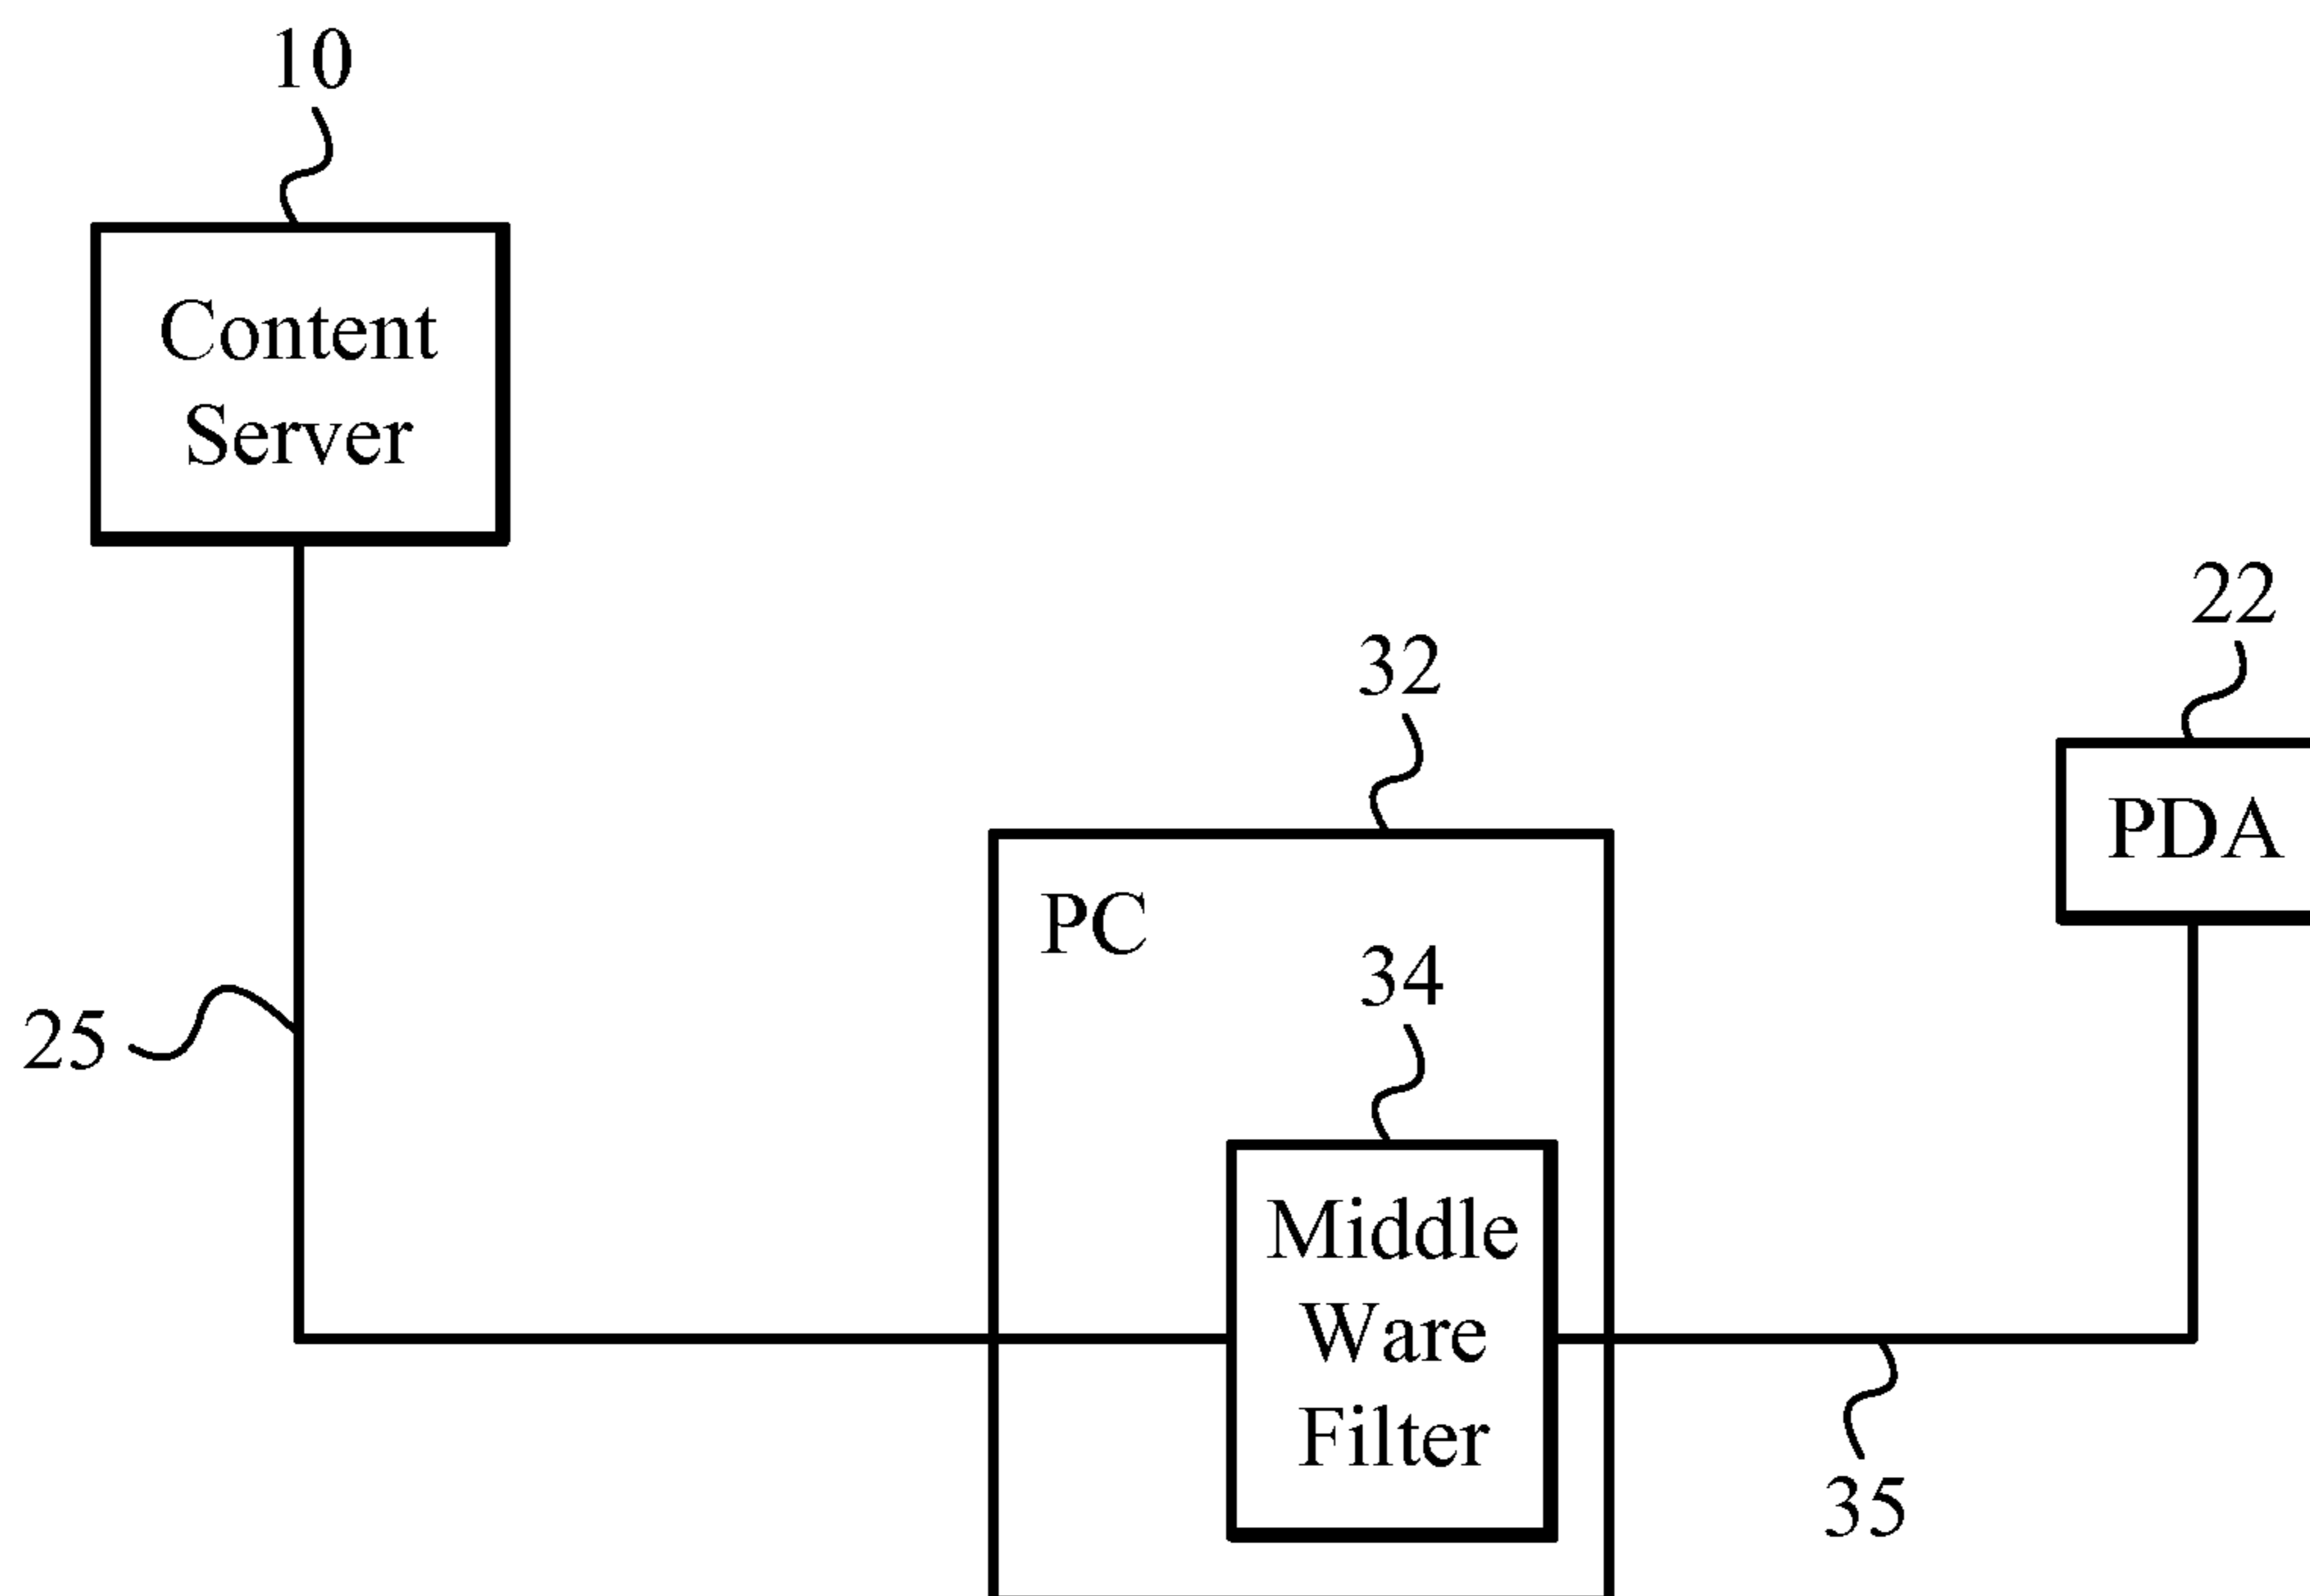 10
Content
Server
22
32
PDA
PC
34
25
Middle
Ware
Filter
35